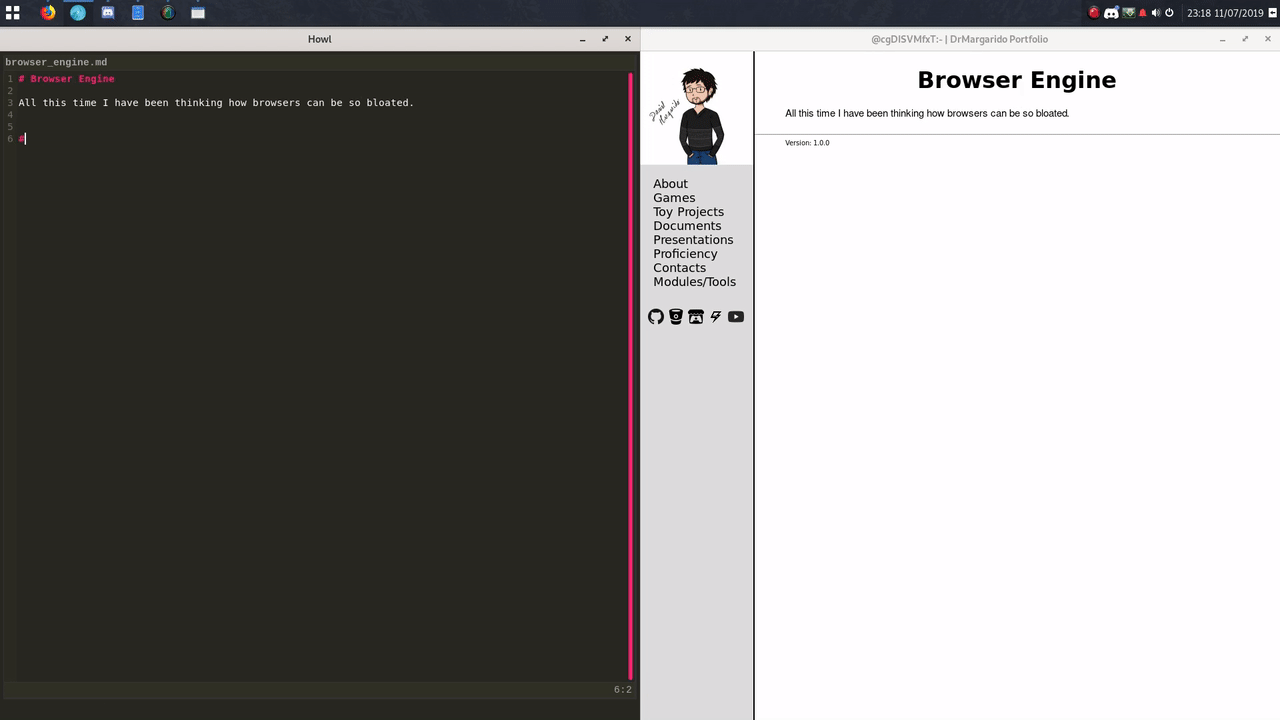 23:18 11/07/2019
Howl
browser_engine.md
1 # Browser Engine
2
3 All this time I have been thinking how browsers can be so bloated.
4
5
6 #
6:2
@cgDISVMfxT:- | DrMargarido Portfolio
David
Margarido
About
Games
Toy Projects
Documents
Presentations
Proficiency
Contacts
Modules/Tools
Browser Engine
All this time I have been thinking how browsers can be so bloated.
Version: 1.0.0